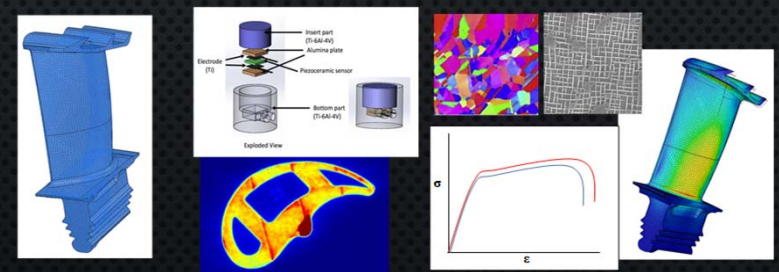 Insert part
(Ti-6Al-4V)
Alumina plate
Electrode
(Ti)
Piezoceramic sensor
Bottom part
(Ti-6Al-4V)
Exploded View
σ
ε